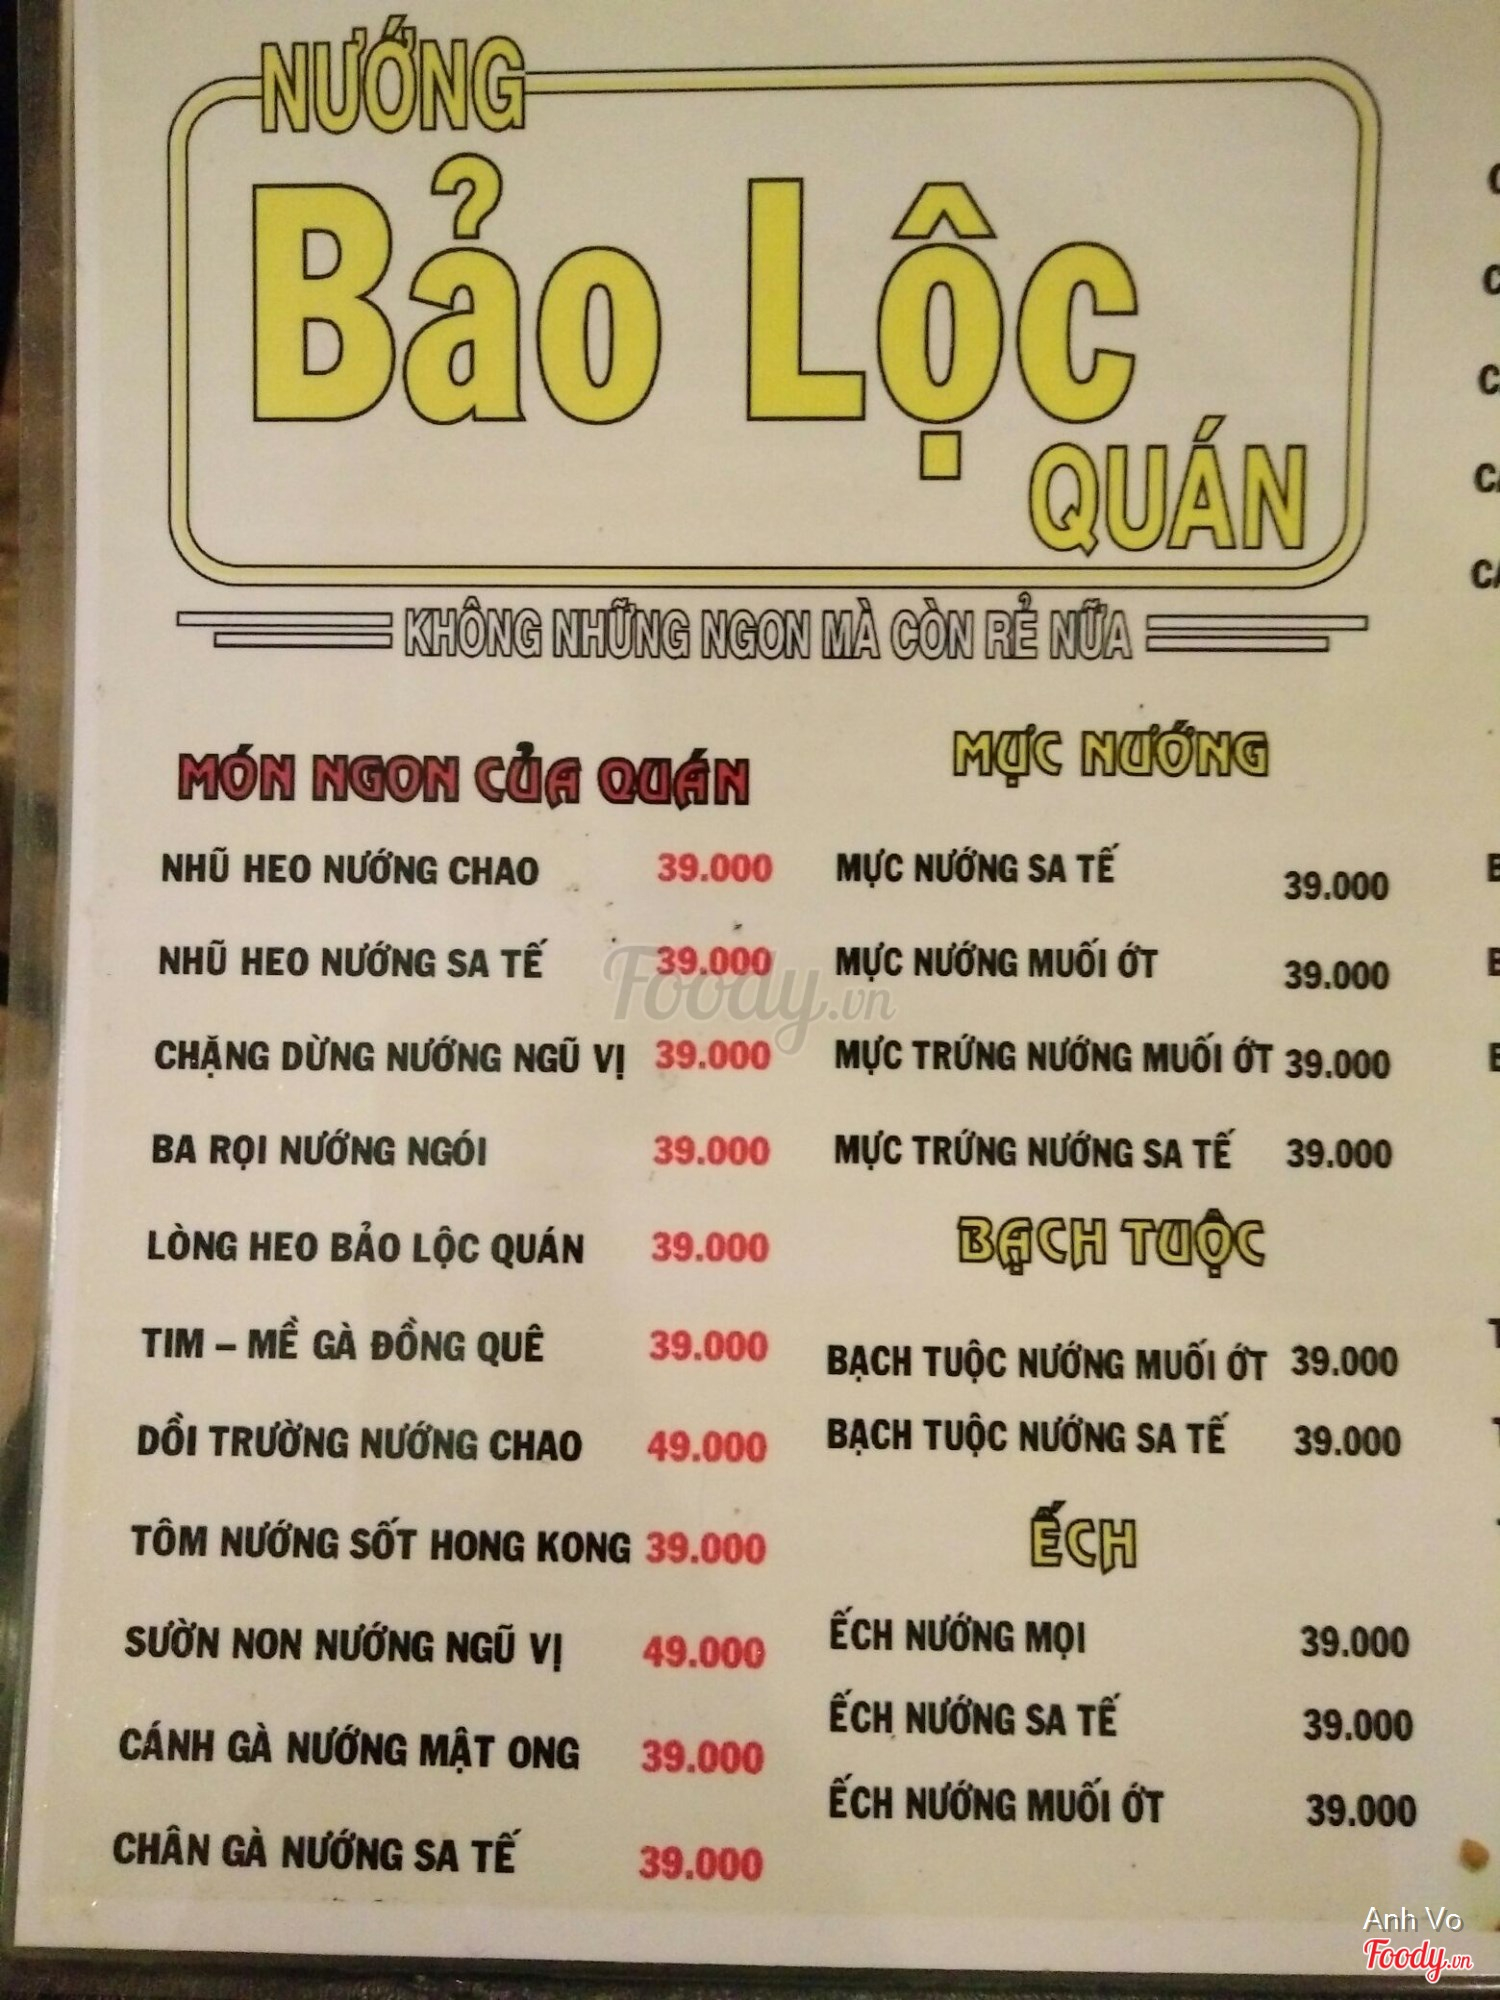 NƯỚNG
Bảo Lộc
QUÁN
KHÔNG NHỮNG NGON MÀ CÒN RẺ NỮA
MÓN NGON CỦA QUÁN
NHŨ HEO NƯỚNG CHAO 39.000
NHŨ HEO NƯỚNG SA TẾ 39.000
CHẶNG DỪNG NƯỚNG NGŨ VỊ 39.000
BA RỌI NƯỚNG NGÓI 39.000
LÒNG HEO BẢO LỘC QUÁN 39.000
TIM – MỀ GÀ ĐỒNG QUÊ 39.000
DỒI TRƯỜNG NƯỚNG CHAO 49.000
TÔM NƯỚNG SỐT HONG KONG 39.000
SƯỜN NON NƯỚNG NGŨ VỊ 49.000
CÁNH GÀ NƯỚNG MẬT ONG 39.000
CHÂN GÀ NƯỚNG SA TẾ 39.000
MỰC NƯỚNG
MỰC NƯỚNG SA TẾ 39.000
MỰC NƯỚNG MUỐI ỚT 39.000
MỰC TRỨNG NƯỚNG MUỐI ỚT 39.000
MỰC TRỨNG NƯỚNG SA TẾ 39.000
BẠCH TUỘC
BẠCH TUỘC NƯỚNG MUỐI ỚT 39.000
BẠCH TUỘC NƯỚNG SA TẾ 39.000
ẾCH
ẾCH NƯỚNG MỌI 39.000
ẾCH NƯỚNG SA TẾ 39.000
ẾCH NƯỚNG MUỐI ỚT 39.000
Foody.vn
Anh Vo
Foody.vn